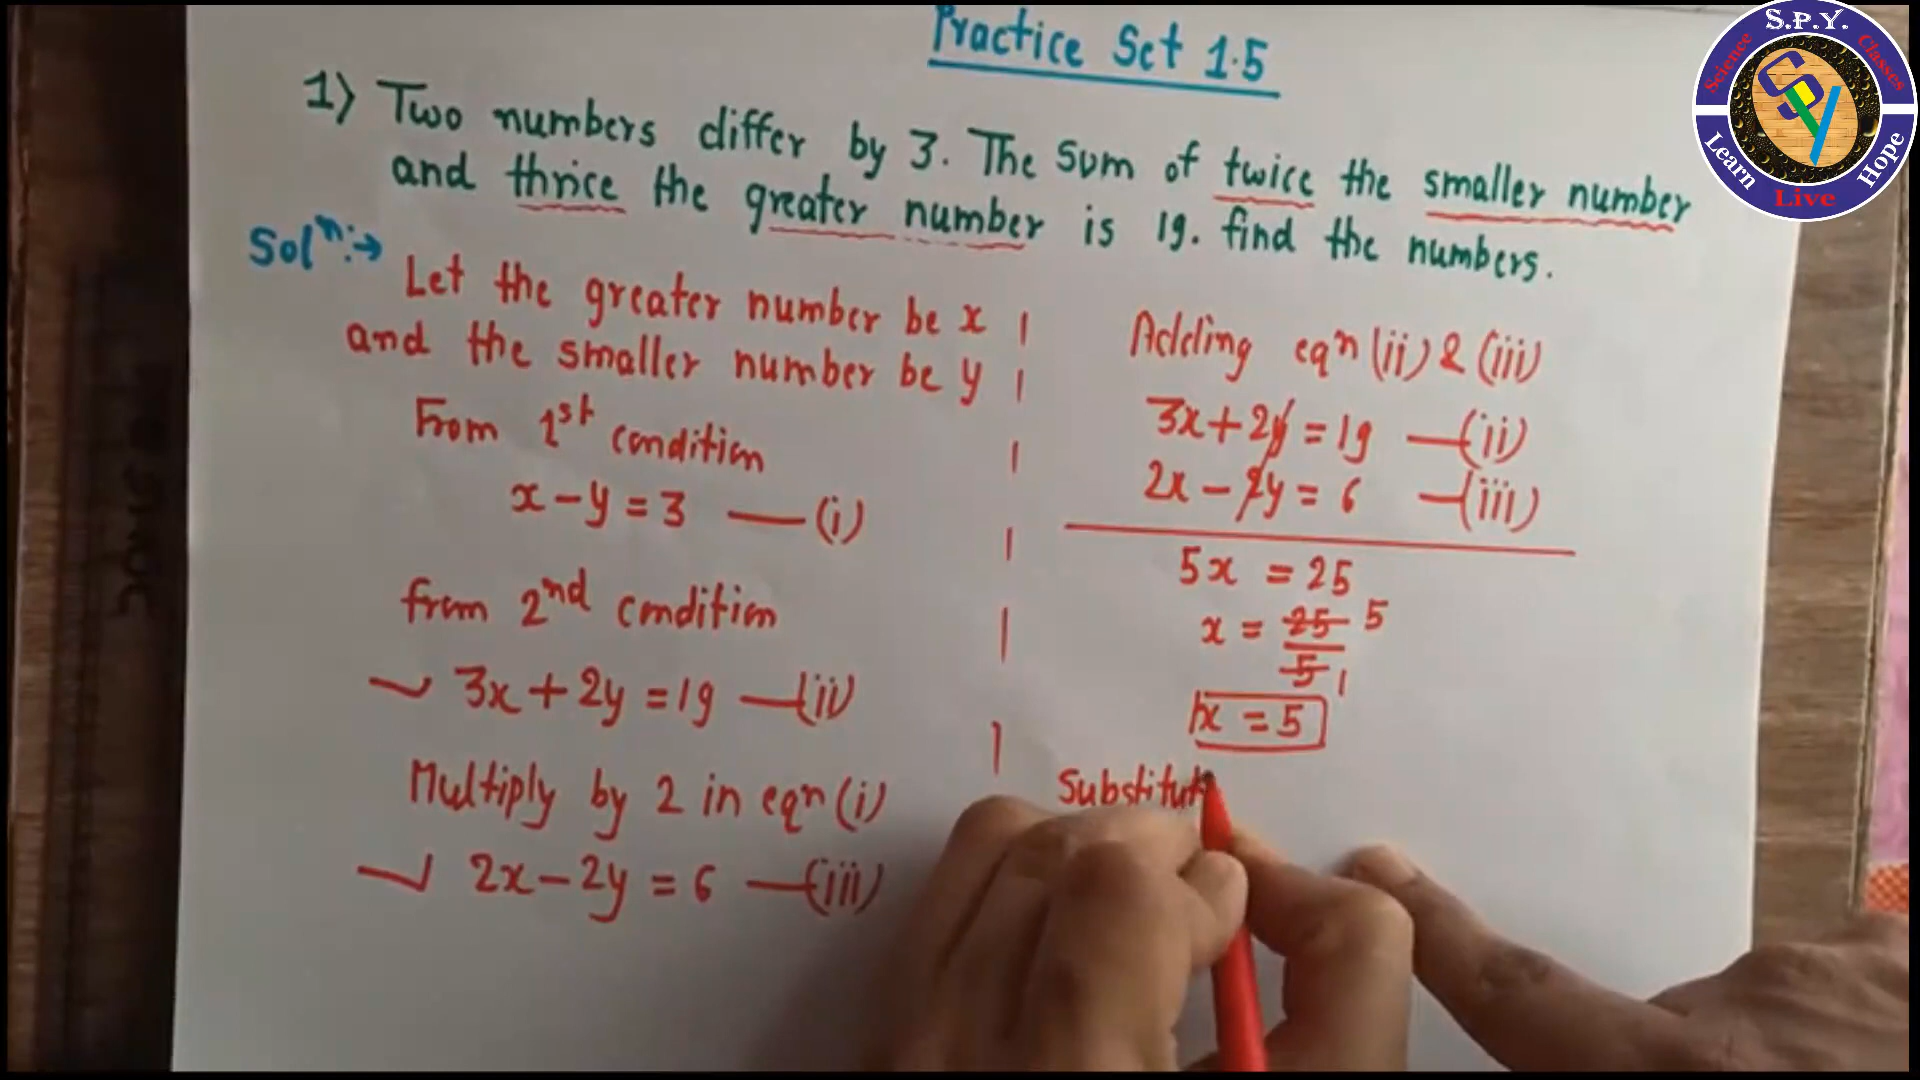 Practice Set 1.5
1) Two numbers differ by 3. The sum of twice the smaller number
and thrice the greater number is 19. find the numbers.
Solⁿ:→
Let the greater number be x
and the smaller number be y
From 1st condition
x - y = 3 —(i)
from 2nd condition
3x + 2y = 19 —(ii)
Multiply by 2 in eqn (i)
2x - 2y = 6 —(iii)
Adding eqn (ii) & (iii)
3x + 2y = 19 —(ii)
2x - 2y = 6 —(iii)
5x = 25
x = 25/5 5 1
x = 5
Substitut
S.P.Y.
Science
Classes
SPY
Learn
Live
Hope